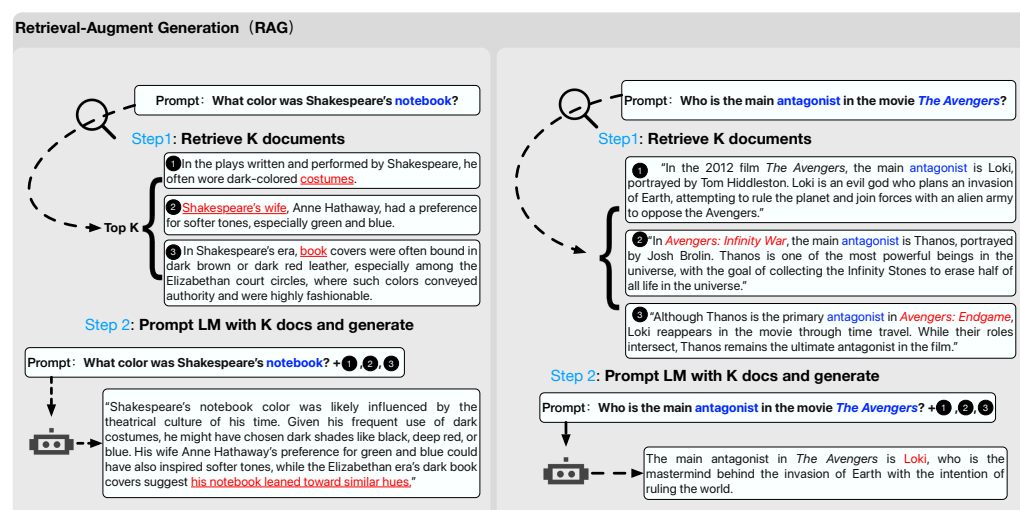 Retrieval-Augment Generation（RAG）
Prompt： What color was Shakespeare's notebook?
Step1: Retrieve K documents
Top K
1 In the plays written and performed by Shakespeare, he
often wore dark-colored costumes.
2 Shakespeare's wife, Anne Hathaway, had a preference
for softer tones, especially green and blue.
3 In Shakespeare's era, book covers were often bound in
dark brown or dark red leather, especially among the
Elizabethan court circles, where such colors conveyed
authority and were highly fashionable.
Step 2: Prompt LM with K docs and generate
Prompt： What color was Shakespeare's notebook? +1,2,3
“Shakespeare's notebook color was likely influenced by the
theatrical culture of his time. Given his frequent use of dark
costumes, he might have chosen dark shades like black, deep red, or
blue. His wife Anne Hathaway's preference for green and blue could
have also inspired softer tones, while the Elizabethan era's dark book
covers suggest his notebook leaned toward similar hues.”
Prompt： Who is the main antagonist in the movie The Avengers?
Step1: Retrieve K documents
1 “In the 2012 film The Avengers, the main antagonist is Loki,
portrayed by Tom Hiddleston. Loki is an evil god who plans an invasion
of Earth, attempting to rule the planet and join forces with an alien army
to oppose the Avengers.”
2 “In Avengers: Infinity War, the main antagonist is Thanos, portrayed
by Josh Brolin. Thanos is one of the most powerful beings in the
universe, with the goal of collecting the Infinity Stones to erase half of
all life in the universe.”
3 “Although Thanos is the primary antagonist in Avengers: Endgame,
Loki reappears in the movie through time travel. While their roles
intersect, Thanos remains the ultimate antagonist in the film.”
Step 2: Prompt LM with K docs and generate
Prompt： Who is the main antagonist in the movie The Avengers? +1 ,2,3
The main antagonist in The Avengers is Loki, who is the
mastermind behind the invasion of Earth with the intention of
ruling the world.